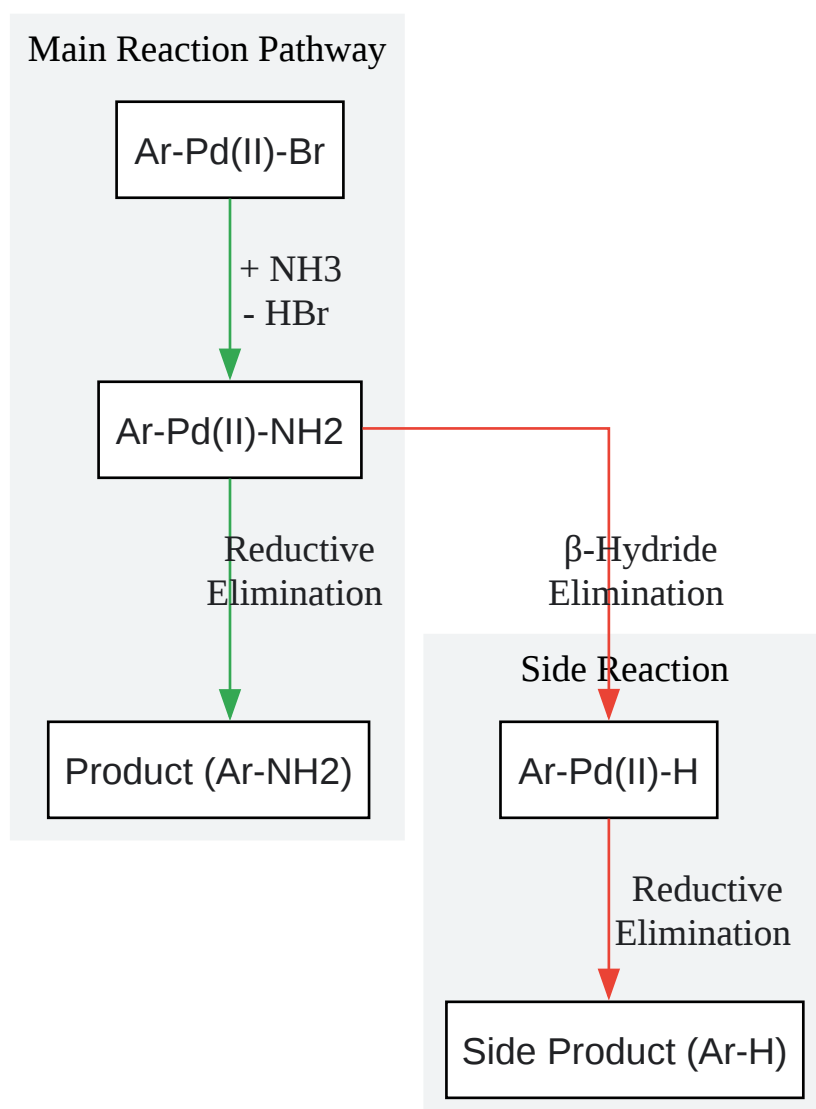 Main Reaction Pathway
Ar-Pd(II)-Br
+ NH3
- HBr
Ar-Pd(II)-NH2
Reductive
Elimination
β-Hydride
Elimination
Side Reaction
Product (Ar-NH2)
Ar-Pd(II)-H
Reductive
Elimination
Side Product (Ar-H)